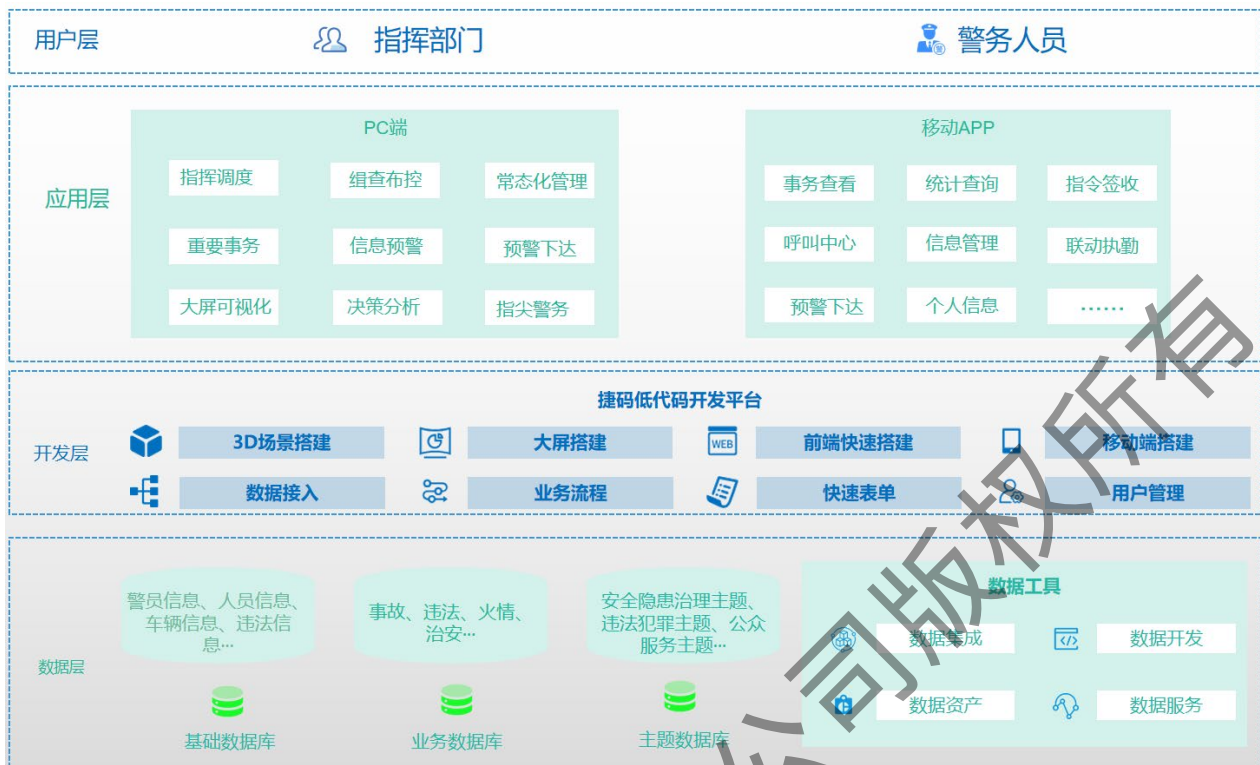 用户层
指挥部门
警务人员
应用层
PC端
指挥调度
缉查布控
常态化管理
重要事务
信息预警
预警下达
大屏可视化
决策分析
指尖警务
移动APP
事务查看
统计查询
指令签收
呼叫中心
信息管理
联动执勤
预警下达
个人信息
……
捷码低代码开发平台
开发层
3D场景搭建
大屏搭建
WEB
前端快速搭建
移动端搭建
数据接入
业务流程
快速表单
用户管理
数据层
警员信息、人员信息、
车辆信息、违法信
息…
基础数据库
事故、违法、火情、
治安…
业务数据库
安全隐患治理主题、
违法犯罪主题、公众
服务主题…
主题数据库
数据工具
数据集成
数据开发
数据资产
数据服务
公司版权所有